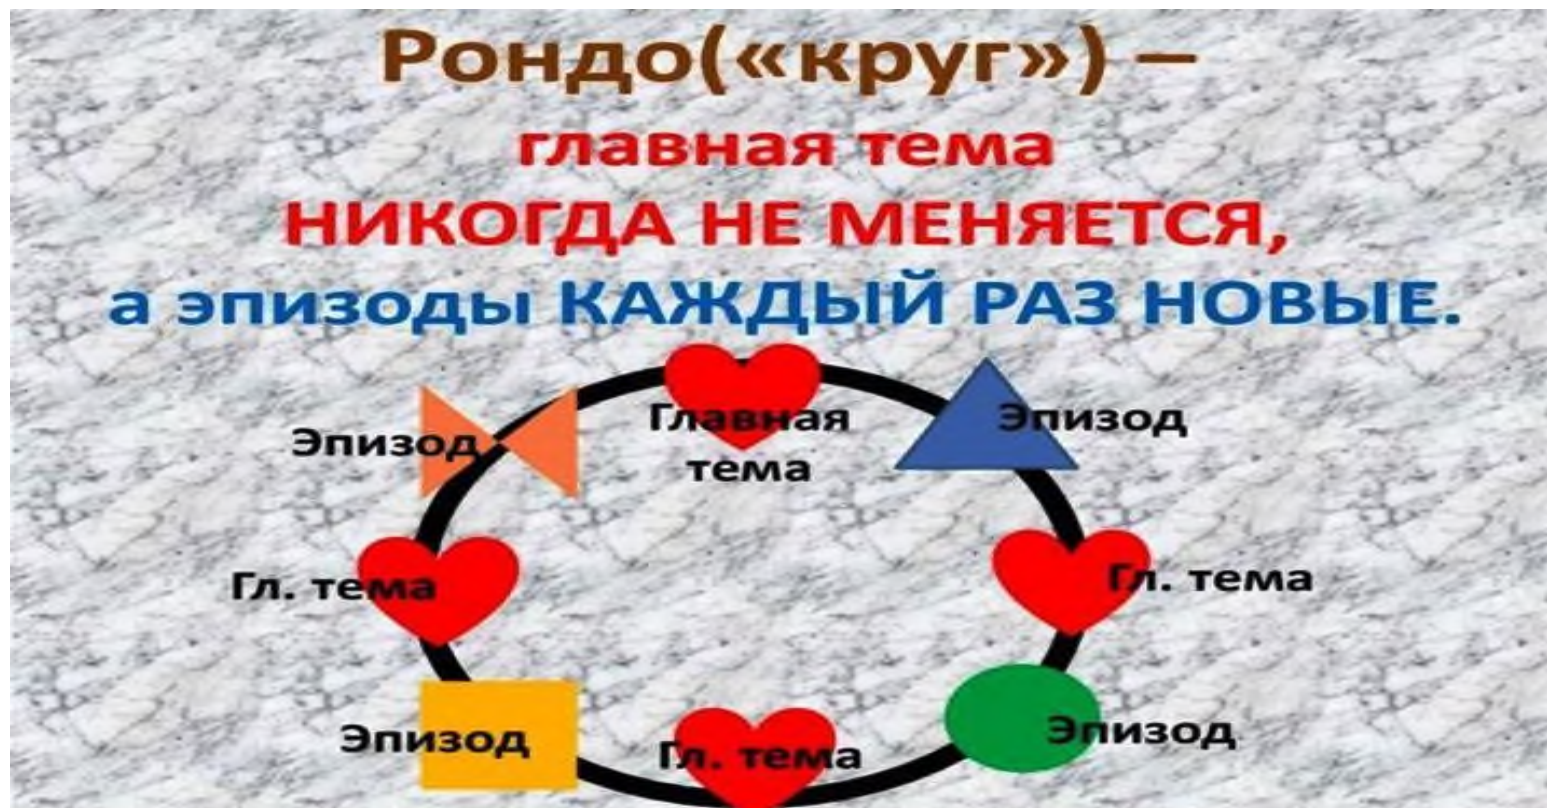 Рондо(«круг») –
главная тема
НИКОГДА НЕ МЕНЯЕТСЯ,
а эпизоды КАЖДЫЙ РАЗ НОВЫЕ.
Главная
тема
Эпизод
Эпизод
Гл. тема
Гл. тема
Эпизод
Гл. тема
Эпизод